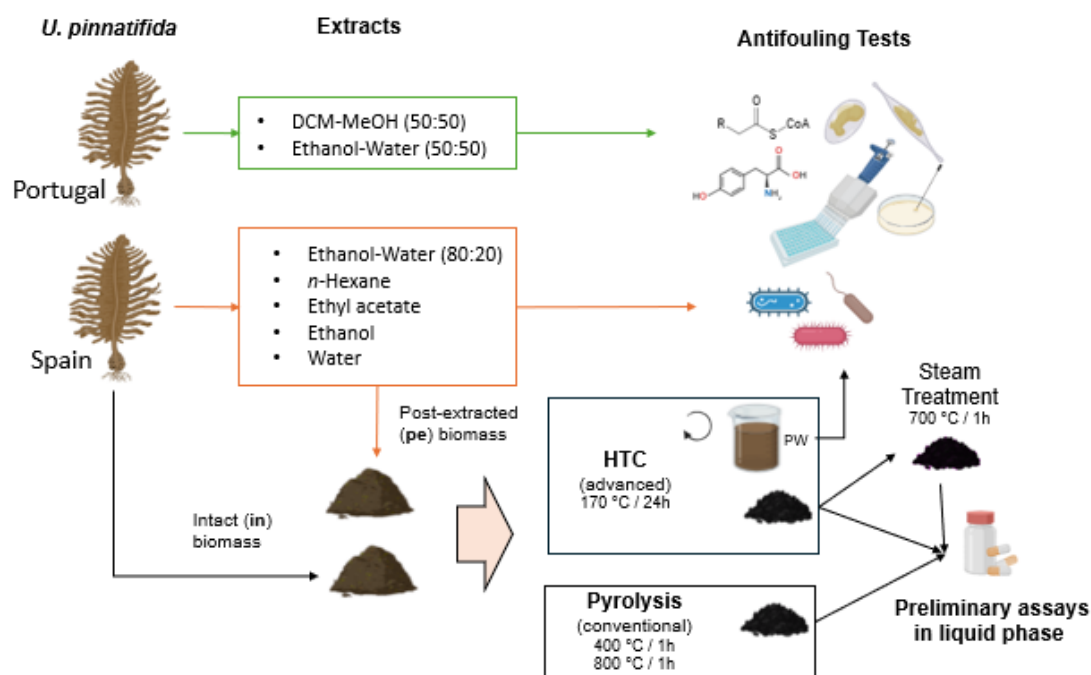 U. pinnatifida
Extracts
Antifouling Tests
Portugal
• DCM-MeOH (50:50)
• Ethanol-Water (50:50)
R
O
S
CoA
HO
O
OH
NH₂
Spain
• Ethanol-Water (80:20)
• n-Hexane
• Ethyl acetate
• Ethanol
• Water
Post-extracted
(pe) biomass
Intact (in)
biomass
HTC
(advanced)
170 °C / 24h
PW
Steam
Treatment
700 °C / 1h
Pyrolysis
(conventional)
400 °C / 1h
800 °C / 1h
Preliminary assays
in liquid phase